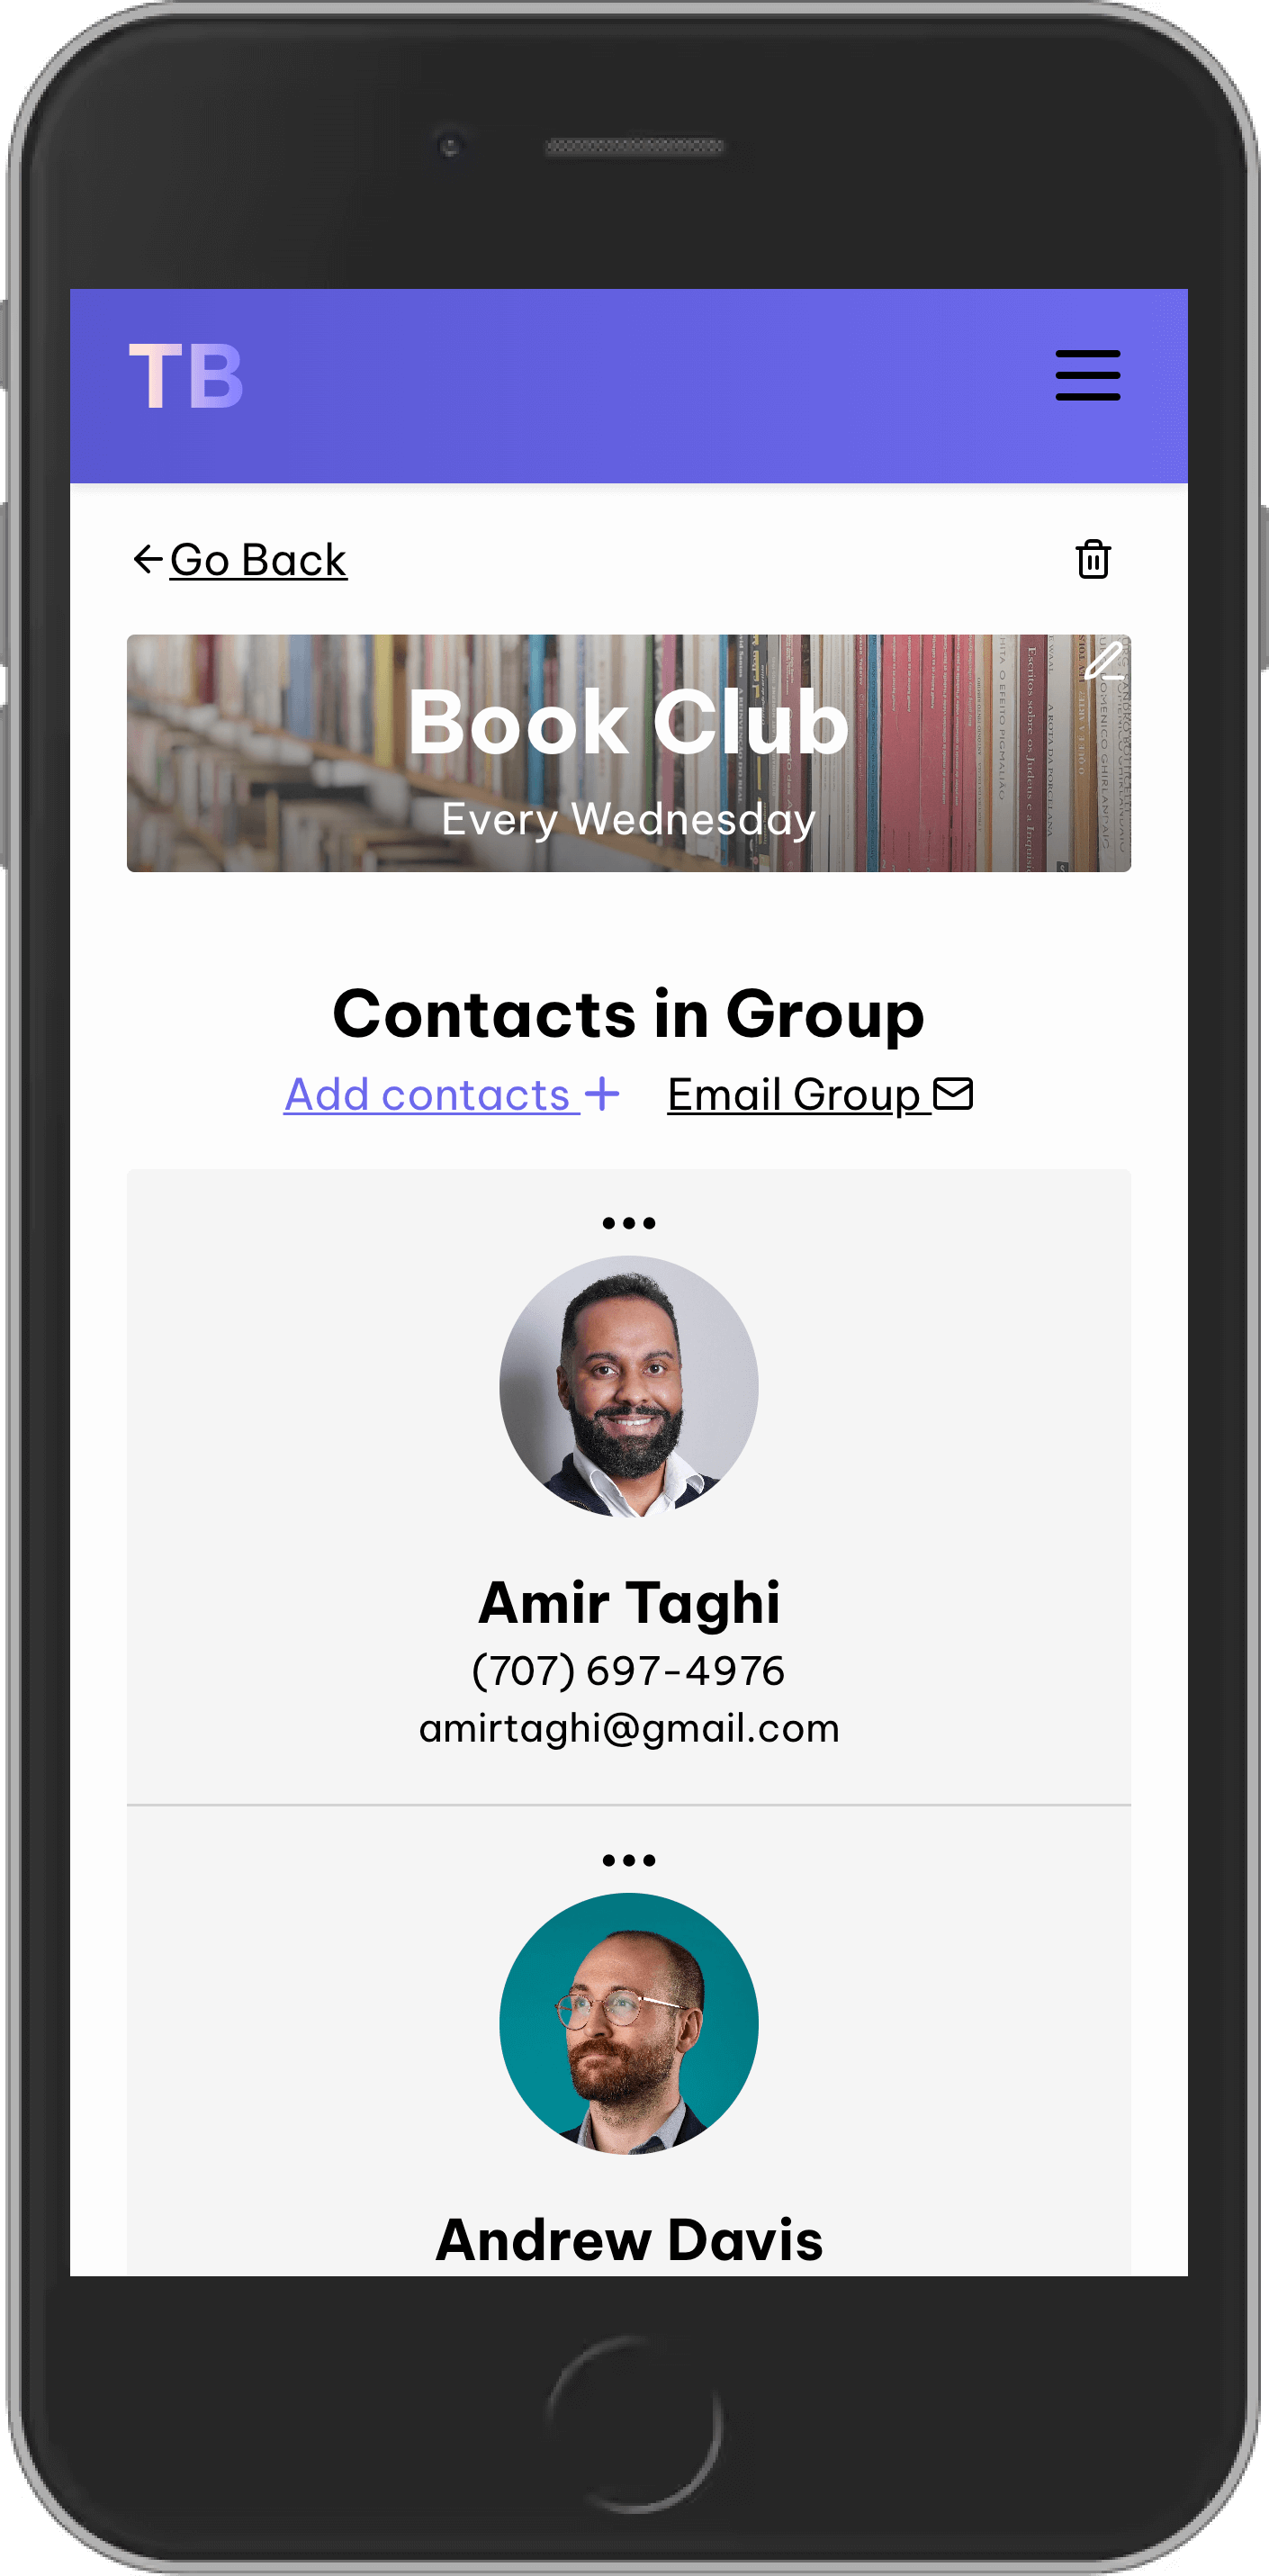 TB
Go Back
Book Club
Every Wednesday
Contacts in Group
Add contacts
Email Group
Amir Taghi
(707) 697-4976
amirtaghi@gmail.com
Andrew Davis